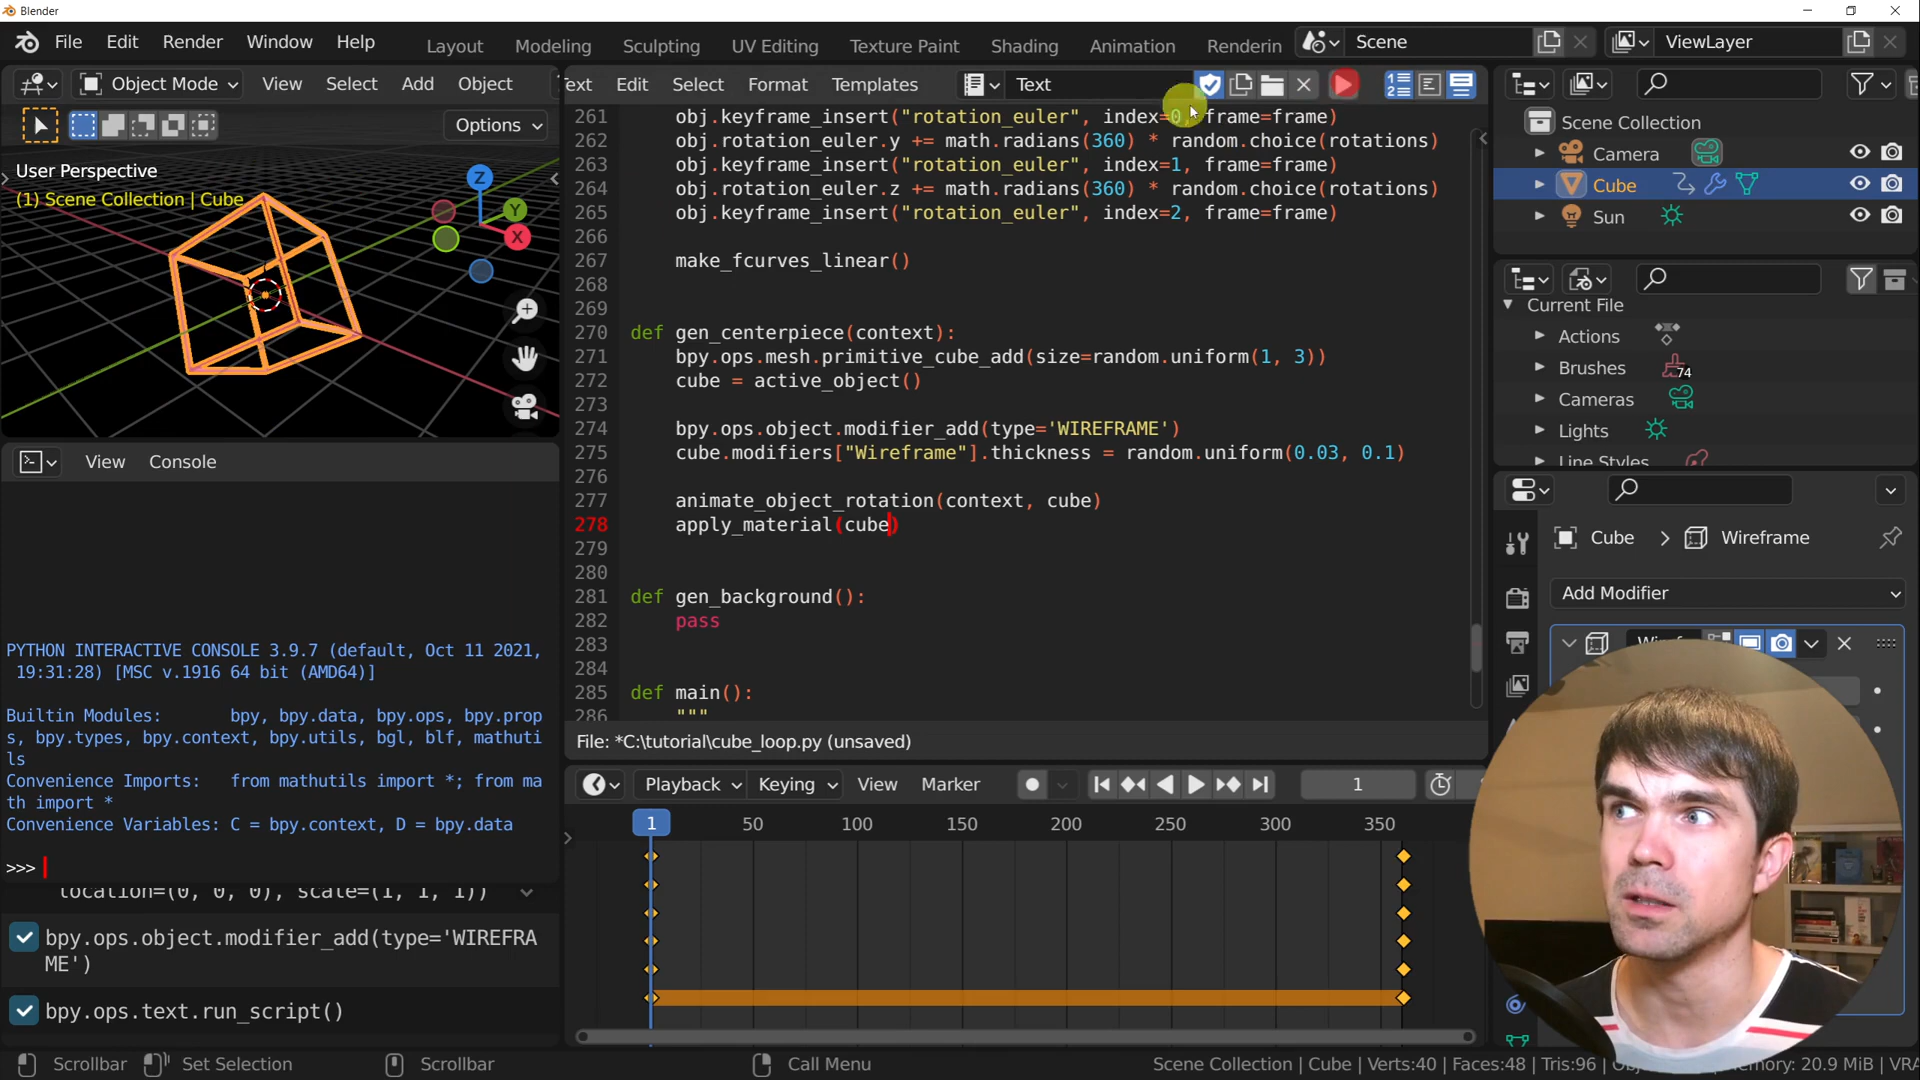 Blender
File Edit Render Window Help
Layout Modeling Sculpting UV Editing Texture Paint Shading Animation Renderin
Scene
ViewLayer
Object Mode View Select Add Object
Options
User Perspective
(1) Scene Collection | Cube
Z
Y
X
View Console
PYTHON INTERACTIVE CONSOLE 3.9.7 (default, Oct 11 2021,
19:31:28) [MSC v.1916 64 bit (AMD64)]
Builtin Modules: bpy, bpy.data, bpy.ops, bpy.prop
s, bpy.types, bpy.context, bpy.utils, bgl, blf, mathuti
ls
Convenience Imports: from mathutils import *; from ma
th import *
Convenience Variables: C = bpy.context, D = bpy.data
>>>
location=(0, 0, 0), scale=(1, 1, 1))
bpy.ops.object.modifier_add(type='WIREFRA
ME')
bpy.ops.text.run_script()
ext Edit Select Format Templates
Text
261 obj.keyframe_insert("rotation_euler", index=0, frame=frame)
262 obj.rotation_euler.y += math.radians(360) * random.choice(rotations)
263 obj.keyframe_insert("rotation_euler", index=1, frame=frame)
264 obj.rotation_euler.z += math.radians(360) * random.choice(rotations)
265 obj.keyframe_insert("rotation_euler", index=2, frame=frame)
266
267 make_fcurves_linear()
268
269
270 def gen_centerpiece(context):
271 bpy.ops.mesh.primitive_cube_add(size=random.uniform(1, 3))
272 cube = active_object()
273
274 bpy.ops.object.modifier_add(type='WIREFRAME')
275 cube.modifiers["Wireframe"].thickness = random.uniform(0.03, 0.1)
276
277 animate_object_rotation(context, cube)
278 apply_material(cube)
279
280
281 def gen_background():
282 pass
283
284
285 def main():
286 """
File: *C:\tutorial\cube_loop.py (unsaved)
Playback Keying View Marker
1
1 50 100 150 200 250 300 350
Scene Collection
Camera
Cube
Sun
Current File
Actions
Brushes 74
Cameras
Lights
Line Styles
Cube > Wireframe
Add Modifier
Scrollbar Set Selection Scrollbar Call Menu
Scene Collection | Cube | Verts:40 | Faces:48 | Tris:96 | Memory: 20.9 MiB | VRA